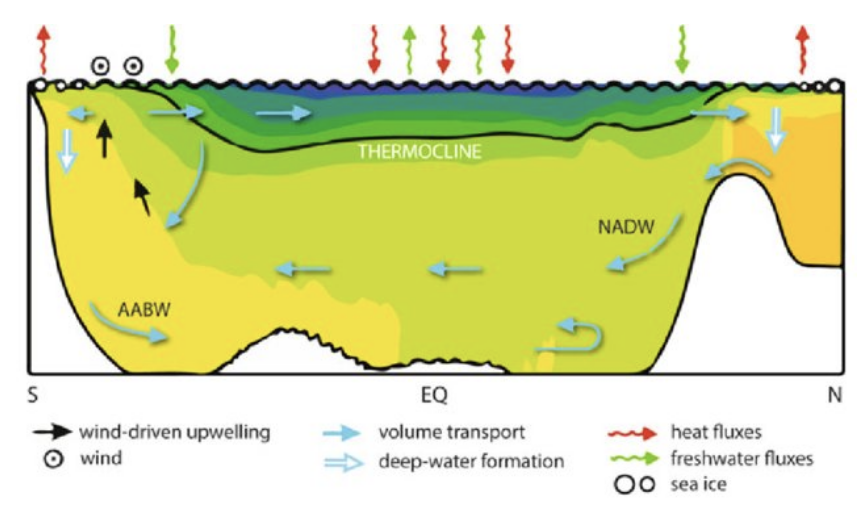 THERMOCLINE
NADW
AABW
S EQ N
wind-driven upwelling volume transport heat fluxes
wind deep-water formation freshwater fluxes
sea ice